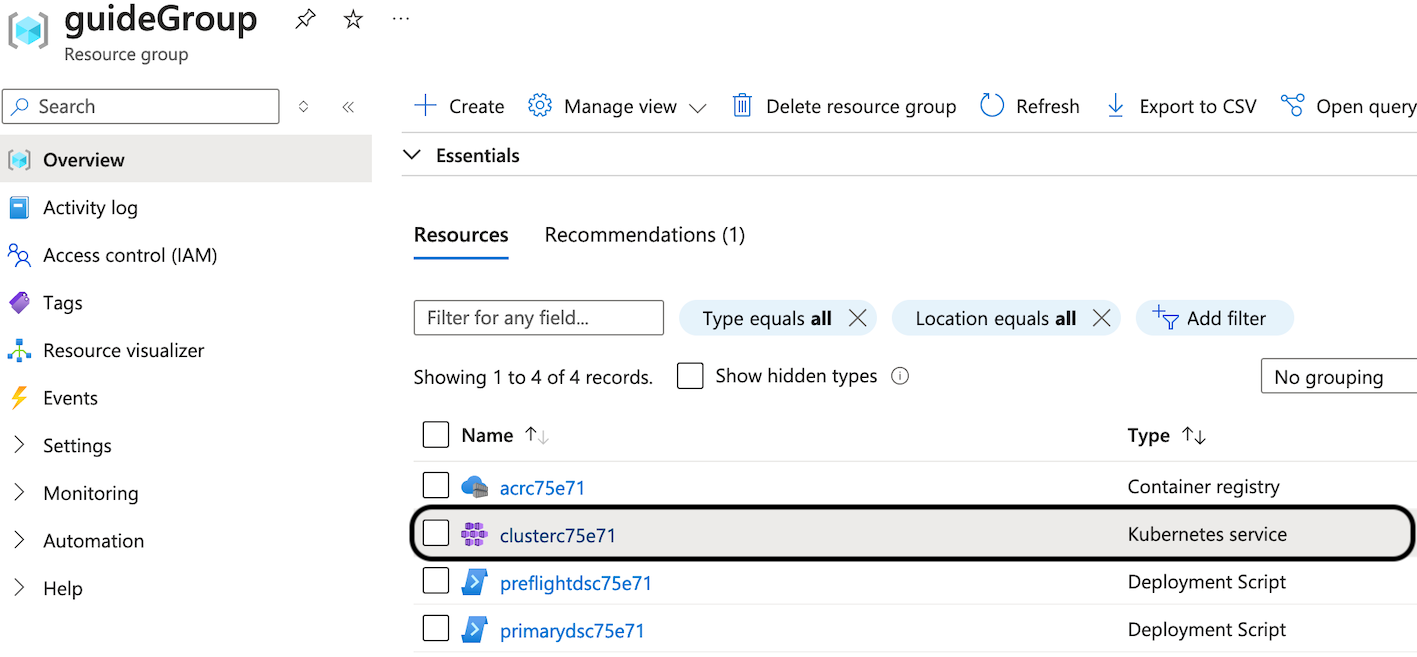 guideGroup
...
Resource group
Search
Overview
Activity log
Access control (IAM)
Tags
Resource visualizer
Events
Settings
Monitoring
Automation
Help
Create Manage view Delete resource group Refresh Export to CSV Open query
Essentials
Resources Recommendations (1)
Filter for any field... Type equals all Location equals all Add filter
Showing 1 to 4 of 4 records. Show hidden types No grouping
Name Type
acrc75e71 Container registry
clusterc75e71 Kubernetes service
preflightdsc75e71 Deployment Script
primarydsc75e71 Deployment Script